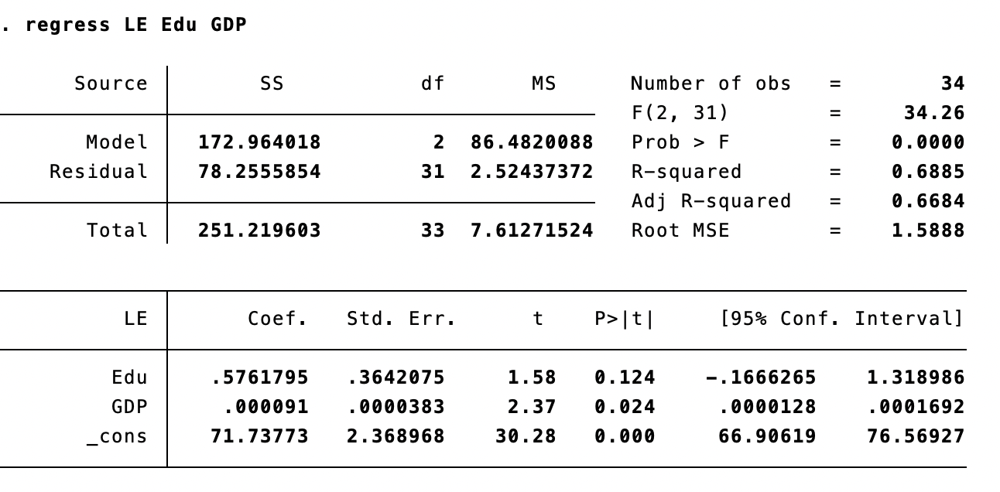 . regress LE Edu GDP
Source SS df MS Number of obs = 34
F(2, 31) = 34.26
Model 172.964018 2 86.4820088 Prob > F = 0.0000
Residual 78.2555854 31 2.52437372 R-squared = 0.6885
Adj R-squared = 0.6684
Total 251.219603 33 7.61271524 Root MSE = 1.5888
LE Coef. Std. Err. t P>|t| [95% Conf. Interval]
Edu .5761795 .3642075 1.58 0.124 -.1666265 1.318986
GDP .000091 .0000383 2.37 0.024 .0000128 .0001692
_cons 71.73773 2.368968 30.28 0.000 66.90619 76.56927